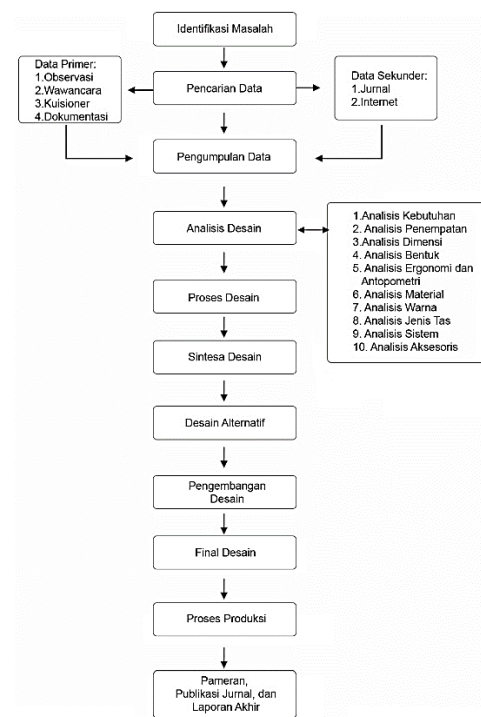 Identifikasi Masalah
Data Primer:
1.Observasi
2.Wawancara
3.Kuisioner
4.Dokumentasi
Pencarian Data
Data Sekunder:
1.Jurnal
2.Internet
Pengumpulan Data
Analisis Desain
1.Analisis Kebutuhan
2. Analisis Penempatan
3.Analisis Dimensi
4. Analisis Bentuk
5. Analisis Ergonomi dan
Antopometri
6. Analisis Material
7. Analisis Warna
8. Analisis Jenis Tas
9. Analisis Sistem
10. Analisis Aksesoris
Proses Desain
Sintesa Desain
Desain Alternatif
Pengembangan
Desain
Final Desain
Proses Produksi
Pameran,
Publikasi Jurnal, dan
Laporan Akhir